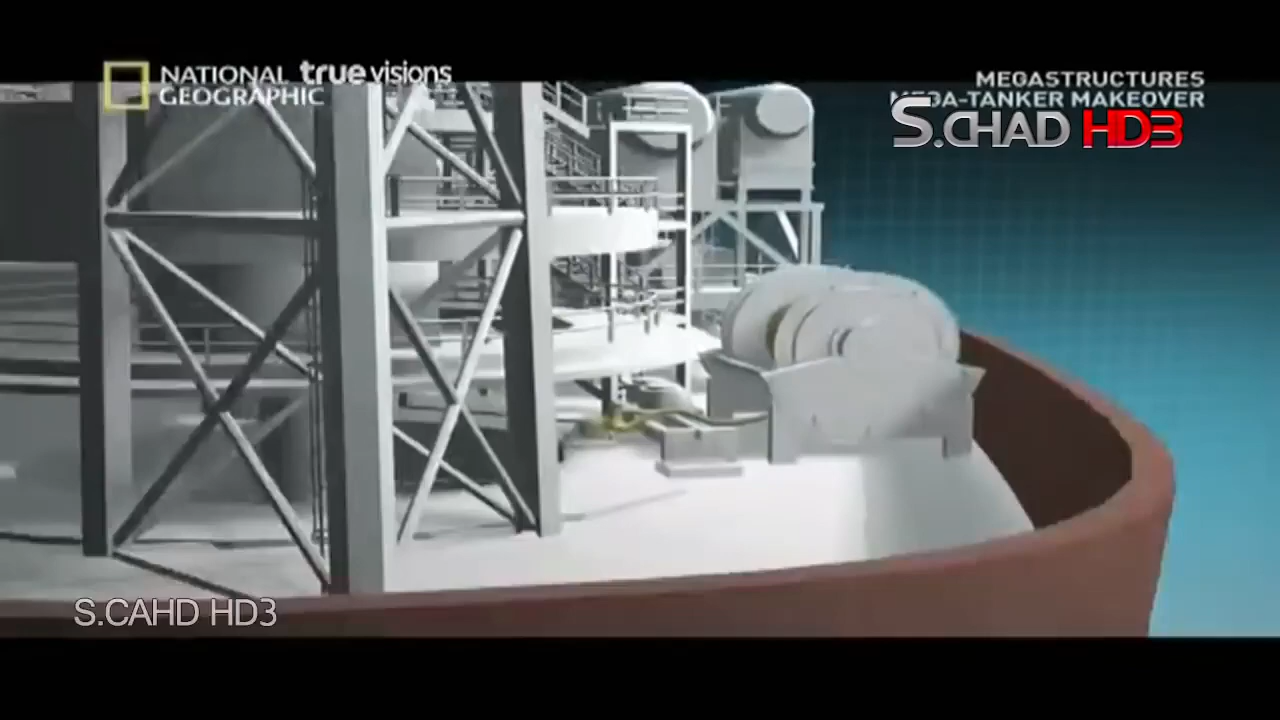 NATIONAL
GEOGRAPHIC
true visions
MEGASTRUCTURES
MEGA-TANKER MAKEOVER
S.CHAD HD3
S.CAHD HD3